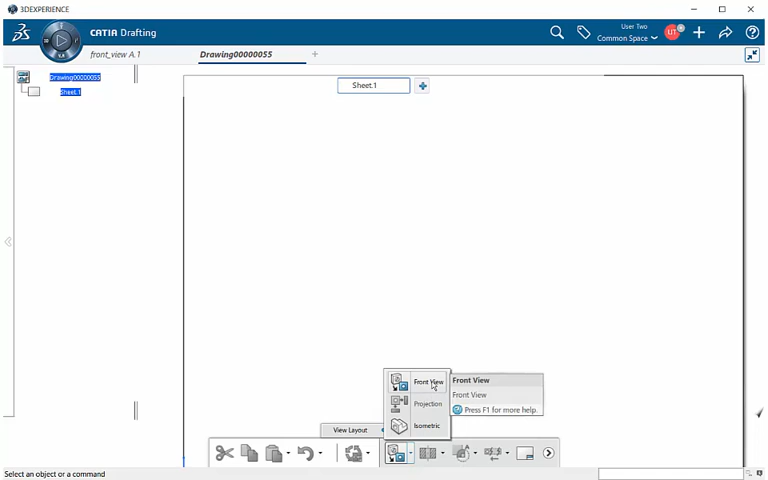 3DEXPERIENCE
CATIA Drafting
User Two
Common Space
front_view A.1
Drawing00000055
Drawing00000055
Sheet.1
Sheet.1
Front View
Projection
Isometric
Front View
Front View
Press F1 for more help.
View Layout
Select an object or a command